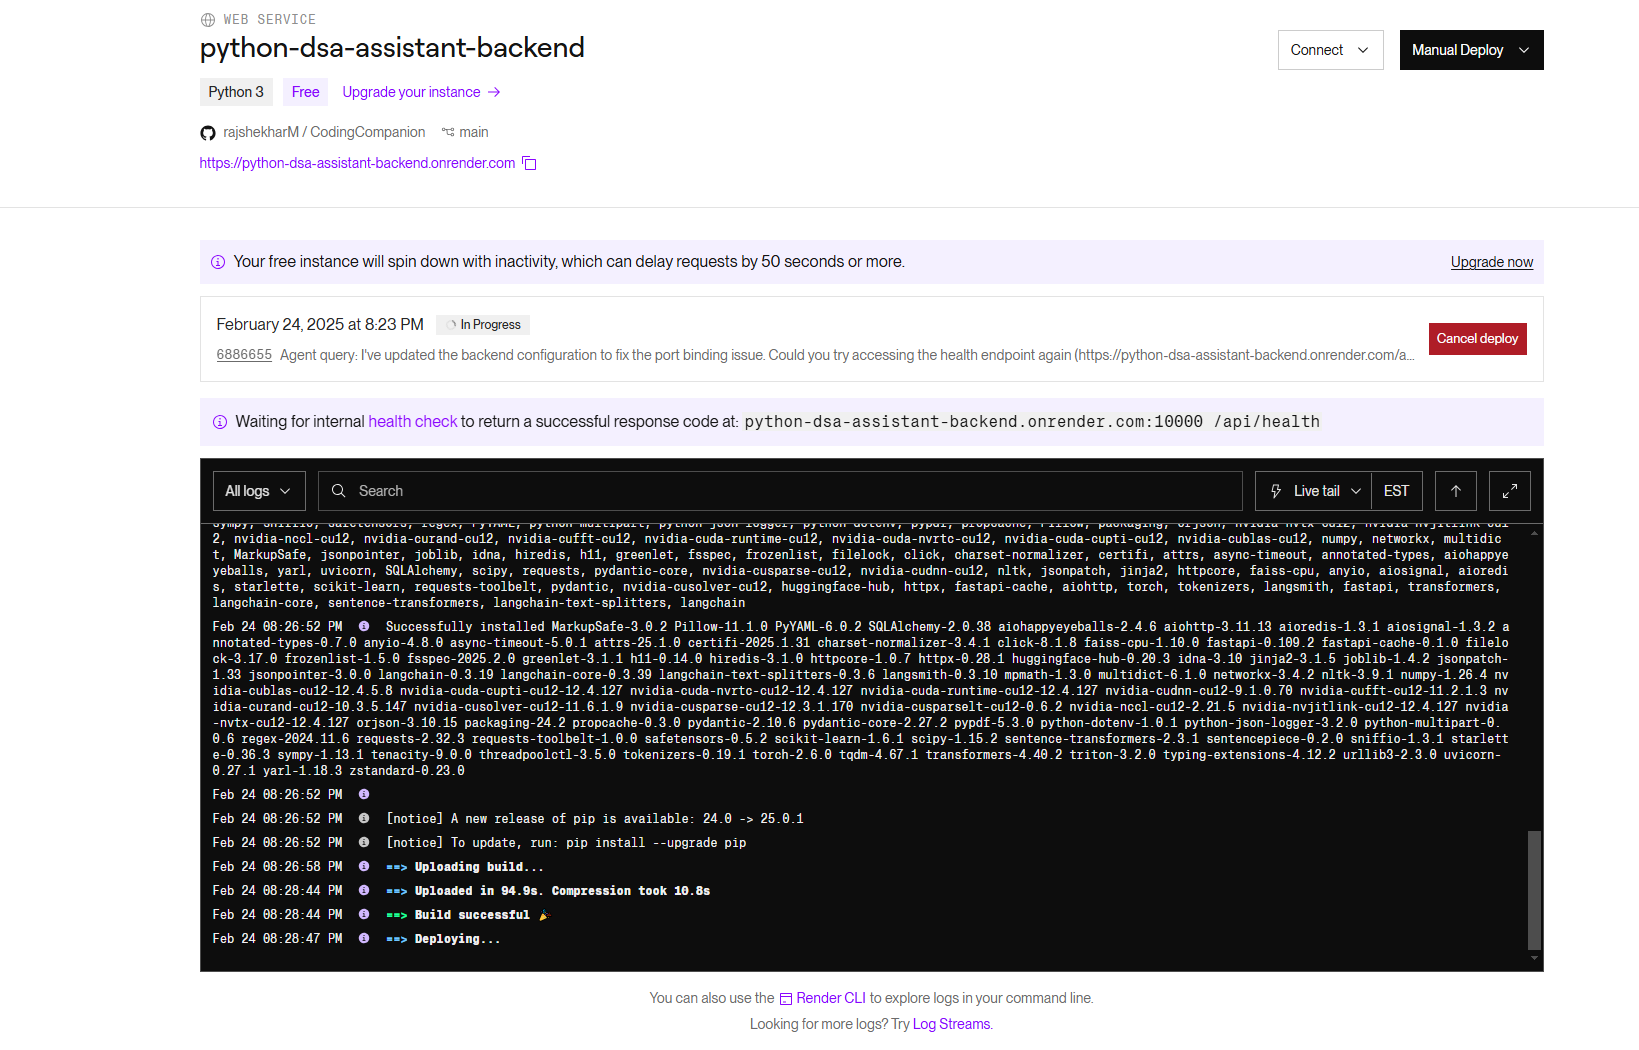 WEB SERVICE
python-dsa-assistant-backend
Connect
Manual Deploy
Python 3
Free
Upgrade your instance
rajshekharM / CodingCompanion
main
https://python-dsa-assistant-backend.onrender.com
Your free instance will spin down with inactivity, which can delay requests by 50 seconds or more.
Upgrade now
February 24, 2025 at 8:23 PM
In Progress
6886655 Agent query: I've updated the backend configuration to fix the port binding issue. Could you try accessing the health endpoint again (https://python-dsa-assistant-backend.onrender.com/a...
Cancel deploy
Waiting for internal health check to return a successful response code at: python-dsa-assistant-backend.onrender.com:10000 /api/health
All logs
Search
Live tail
EST
sympy, sniffio, safetensors, regex, PyYAML, python-multipart, python-json-logger, python-dotenv, pypdf, propcache, Pillow, packaging, orjson, nvidia-nvtx-cu12, nvidia-nvjitlink-cu1
2, nvidia-nccl-cu12, nvidia-curand-cu12, nvidia-cufft-cu12, nvidia-cuda-runtime-cu12, nvidia-cuda-nvrtc-cu12, nvidia-cuda-cupti-cu12, nvidia-cublas-cu12, numpy, networkx, multidic
t, MarkupSafe, jsonpointer, joblib, idna, hiredis, h11, greenlet, fsspec, frozenlist, filelock, click, charset-normalizer, certifi, attrs, async-timeout, annotated-types, aiohappye
yeballs, yarl, uvicorn, SQLAlchemy, scipy, requests, pydantic-core, nvidia-cusparse-cu12, nvidia-cudnn-cu12, nltk, jsonpatch, jinja2, httpcore, faiss-cpu, anyio, aiosignal, aioredi
s, starlette, scikit-learn, requests-toolbelt, pydantic, nvidia-cusolver-cu12, huggingface-hub, httpx, fastapi-cache, aiohttp, torch, tokenizers, langsmith, fastapi, transformers,
langchain-core, sentence-transformers, langchain-text-splitters, langchain
Feb 24 08:26:52 PM Successfully installed MarkupSafe-3.0.2 Pillow-11.1.0 PyYAML-6.0.2 SQLAlchemy-2.0.38 aiohappyeyeballs-2.4.6 aiohttp-3.11.13 aioredis-1.3.1 aiosignal-1.3.2 a
nnotated-types-0.7.0 anyio-4.8.0 async-timeout-5.0.1 attrs-25.1.0 certifi-2025.1.31 charset-normalizer-3.4.1 click-8.1.8 faiss-cpu-1.10.0 fastapi-0.109.2 fastapi-cache-0.1.0 filelo
ck-3.17.0 frozenlist-1.5.0 fsspec-2025.2.0 greenlet-3.1.1 h11-0.14.0 hiredis-3.1.0 httpcore-1.0.7 httpx-0.28.1 huggingface-hub-0.20.3 idna-3.10 jinja2-3.1.5 joblib-1.4.2 jsonpatch-
1.33 jsonpointer-3.0.0 langchain-0.3.19 langchain-core-0.3.39 langchain-text-splitters-0.3.6 langsmith-0.3.10 mpmath-1.3.0 multidict-6.1.0 networkx-3.4.2 nltk-3.9.1 numpy-1.26.4 nv
idia-cublas-cu12-12.4.5.8 nvidia-cuda-cupti-cu12-12.4.127 nvidia-cuda-nvrtc-cu12-12.4.127 nvidia-cuda-runtime-cu12-12.4.127 nvidia-cudnn-cu12-9.1.0.70 nvidia-cufft-cu12-11.2.1.3 nv
idia-curand-cu12-10.3.5.147 nvidia-cusolver-cu12-11.6.1.9 nvidia-cusparse-cu12-12.3.1.170 nvidia-cusparselt-cu12-0.6.2 nvidia-nccl-cu12-2.21.5 nvidia-nvjitlink-cu12-12.4.127 nvidia
-nvtx-cu12-12.4.127 orjson-3.10.15 packaging-24.2 propcache-0.3.0 pydantic-2.10.6 pydantic-core-2.27.2 pypdf-5.3.0 python-dotenv-1.0.1 python-json-logger-3.2.0 python-multipart-0.
0.6 regex-2024.11.6 requests-2.32.3 requests-toolbelt-1.0.0 safetensors-0.5.2 scikit-learn-1.6.1 scipy-1.15.2 sentence-transformers-2.3.1 sentencepiece-0.2.0 sniffio-1.3.1 starlett
e-0.36.3 sympy-1.13.1 tenacity-9.0.0 threadpoolctl-3.5.0 tokenizers-0.19.1 torch-2.6.0 tqdm-4.67.1 transformers-4.40.2 triton-3.2.0 typing-extensions-4.12.2 urllib3-2.3.0 uvicorn-
0.27.1 yarl-1.18.3 zstandard-0.23.0
Feb 24 08:26:52 PM
Feb 24 08:26:52 PM [notice] A new release of pip is available: 24.0 -> 25.0.1
Feb 24 08:26:52 PM [notice] To update, run: pip install --upgrade pip
Feb 24 08:26:58 PM ==> Uploading build...
Feb 24 08:28:44 PM ==> Uploaded in 94.9s. Compression took 10.8s
Feb 24 08:28:44 PM ==> Build successful 🎉
Feb 24 08:28:47 PM ==> Deploying...
You can also use the Render CLI to explore logs in your command line.
Looking for more logs? Try Log Streams.